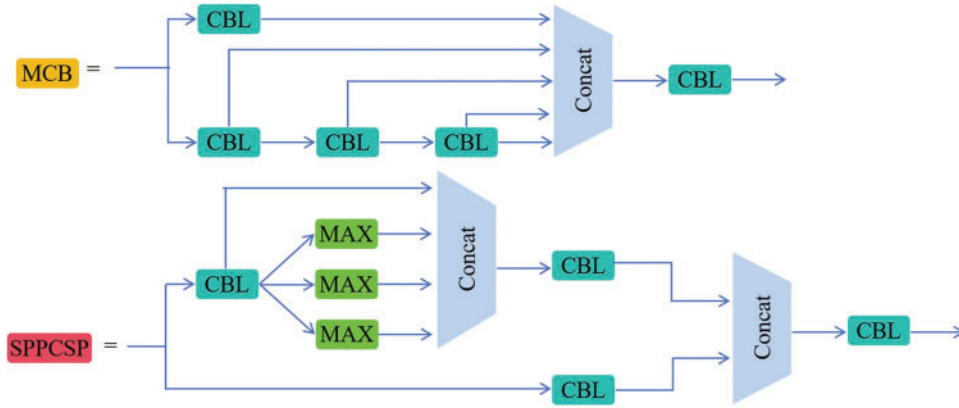 CBL
MCB =
Concat
CBL
CBL
CBL
CBL
MAX
Concat
CBL
CBL
MAX
MAX
SPPCSP =
Concat
CBL
CBL